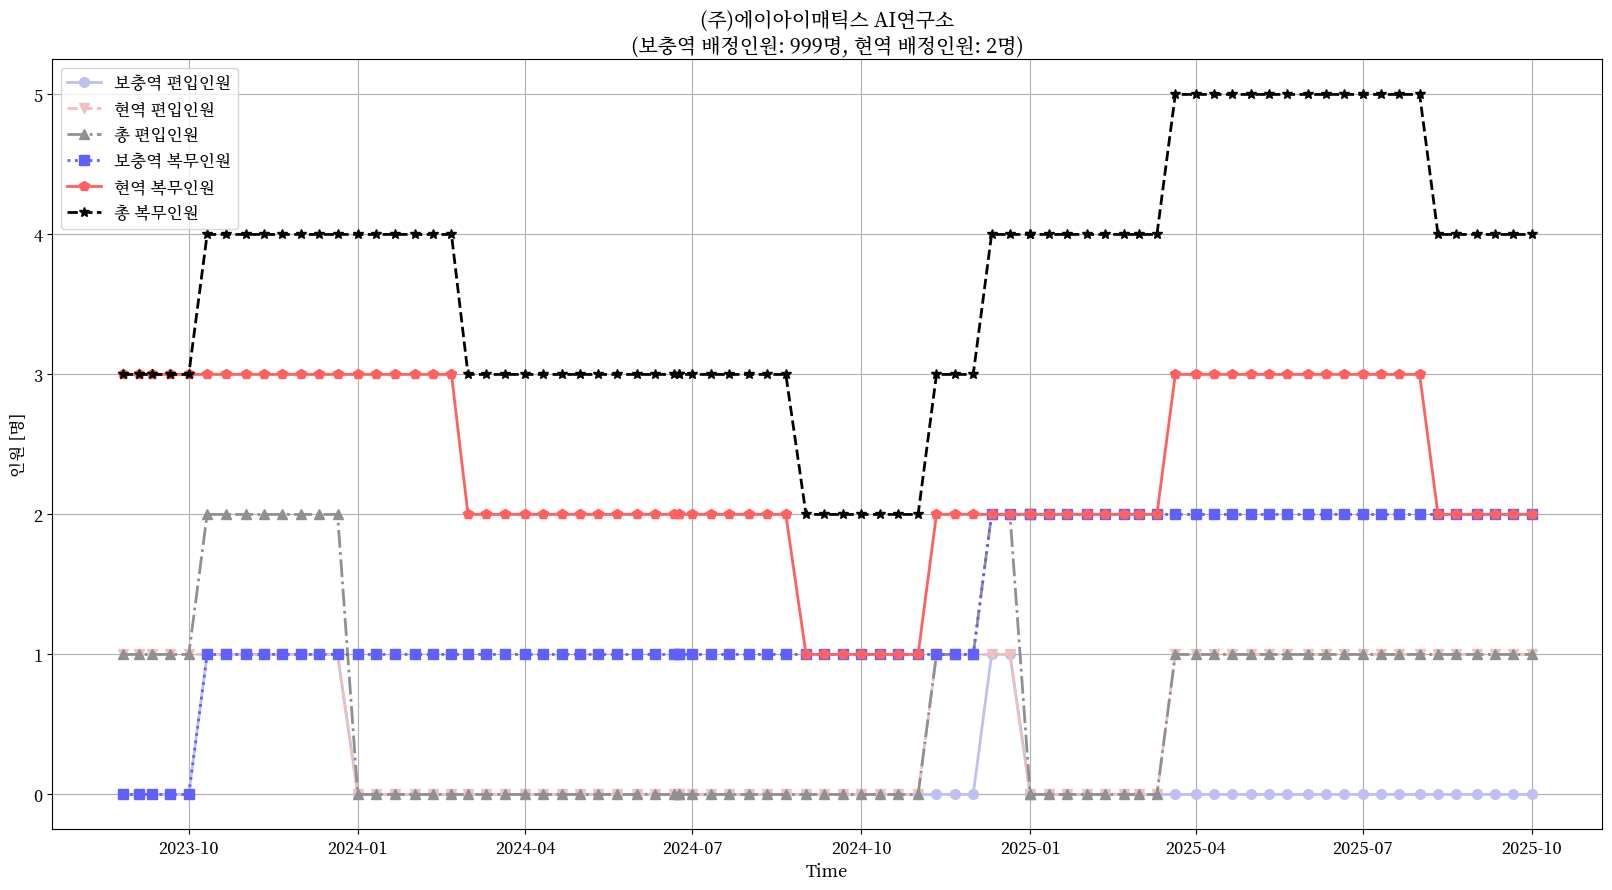 (주)에이아이매틱스 AI연구소
(보충역 배정인원: 999명, 현역 배정인원: 2명)
보충역 편입인원
현역 편입인원
총 편입인원
보충역 복무인원
현역 복무인원
총 복무인원
인원 [명]
5
4
3
2
1
0
2023-10 2024-01 2024-04 2024-07 2024-10 2025-01 2025-04 2025-07 2025-10
Time